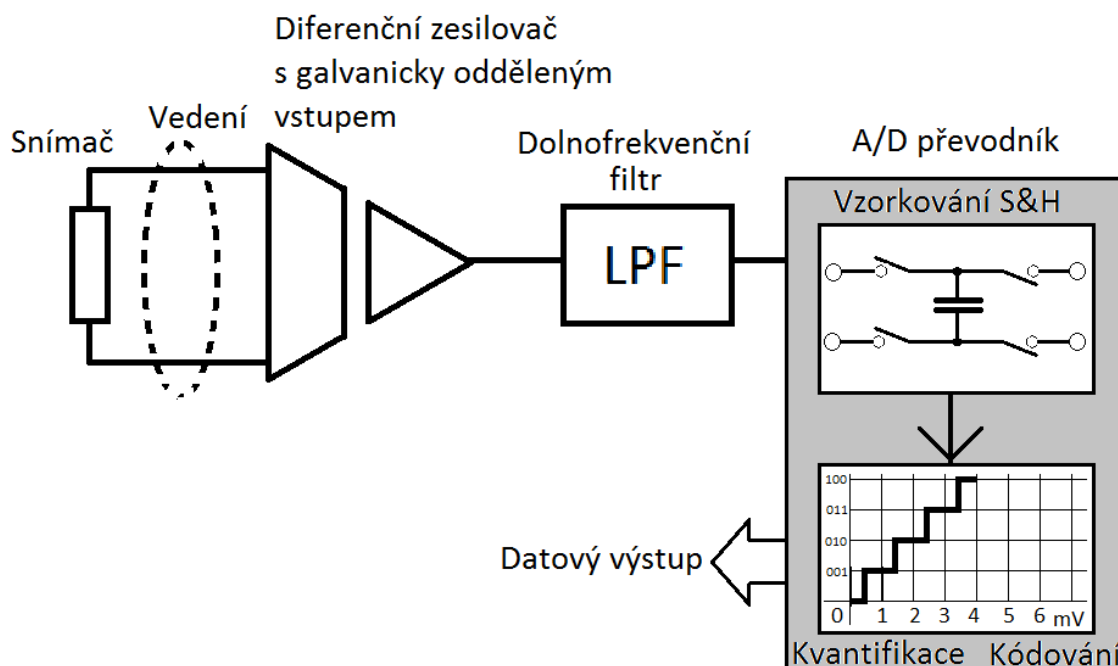 Diferenční zesilovač
s galvanicky odděleným
vstupem
Snímač
Vedení
Dolnofrekvenční
filtr
LPF
A/D převodník
Vzorkování S&H
100
011
010
001
0 1 2 3 4 5 6 mV
Kvantifikace Kódování
Datový výstup